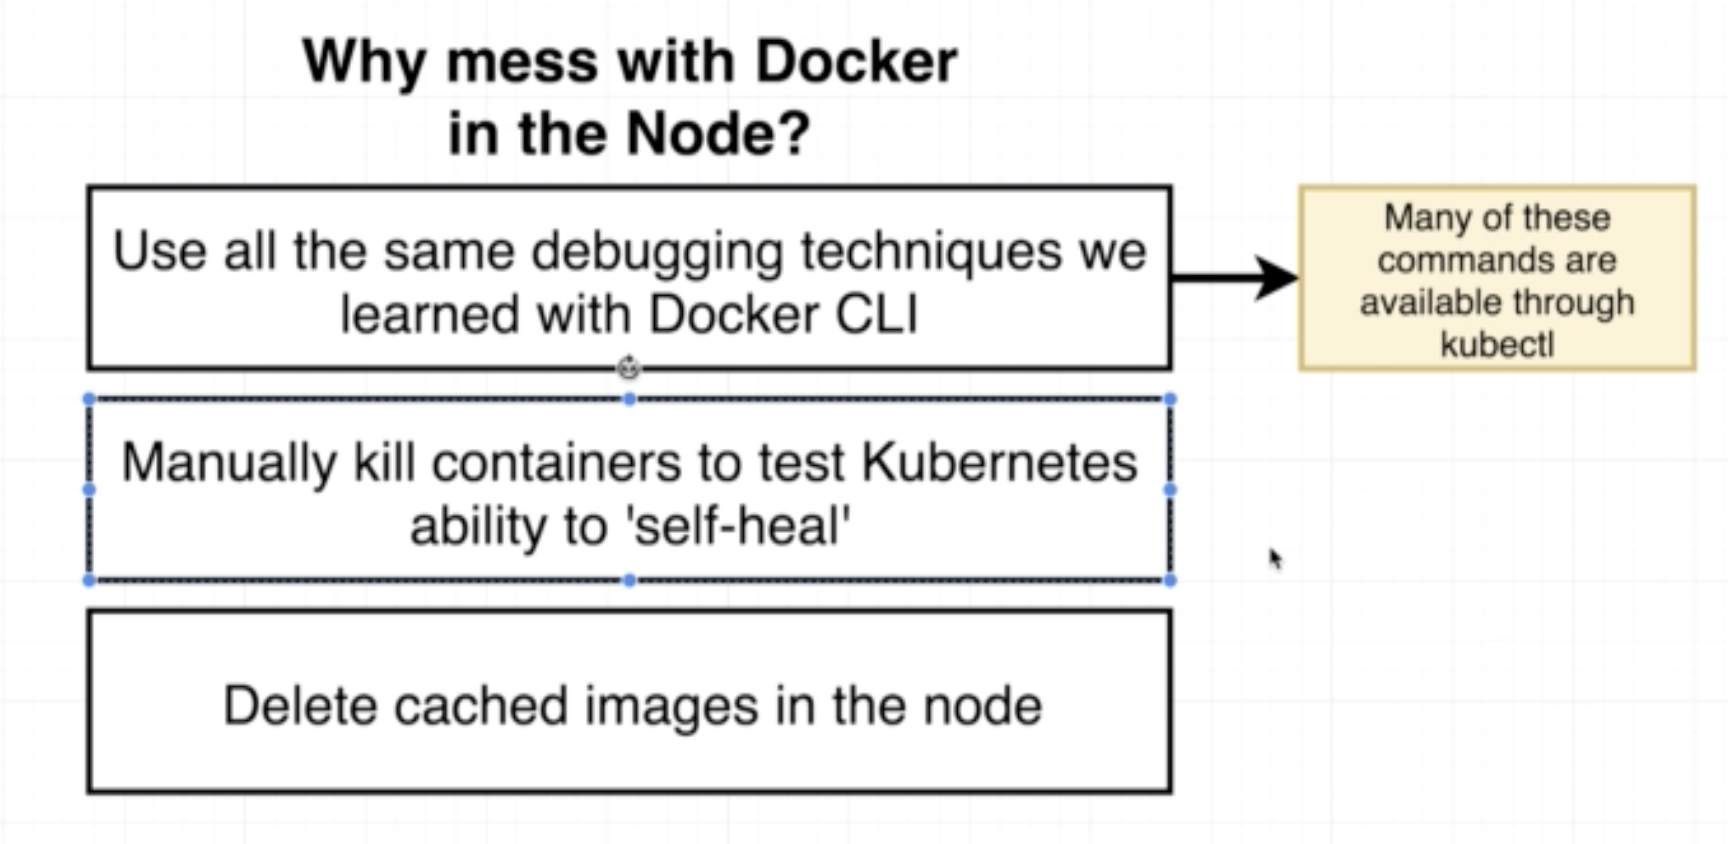 Why mess with Docker
in the Node?
Use all the same debugging techniques we
learned with Docker CLI
Many of these
commands are
available through
kubectl
Manually kill containers to test Kubernetes
ability to 'self-heal'
Delete cached images in the node